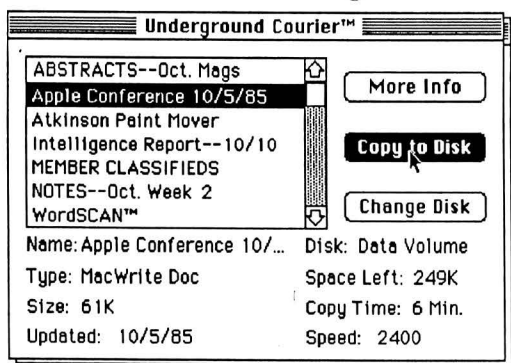 Underground Courier™
ABSTRACTS--Oct. Mags
Apple Conference 10/5/85
Atkinson Paint Mover
Intelligence Report--10/10
MEMBER CLASSIFIEDS
NOTES--Oct. Week 2
WordSCAN™
More Info
Copy to Disk
Change Disk
Name: Apple Conference 10/...
Type: MacWrite Doc
Size: 61K
Updated: 10/5/85
Disk: Data Volume
Space Left: 249K
Copy Time: 6 Min.
Speed: 2400